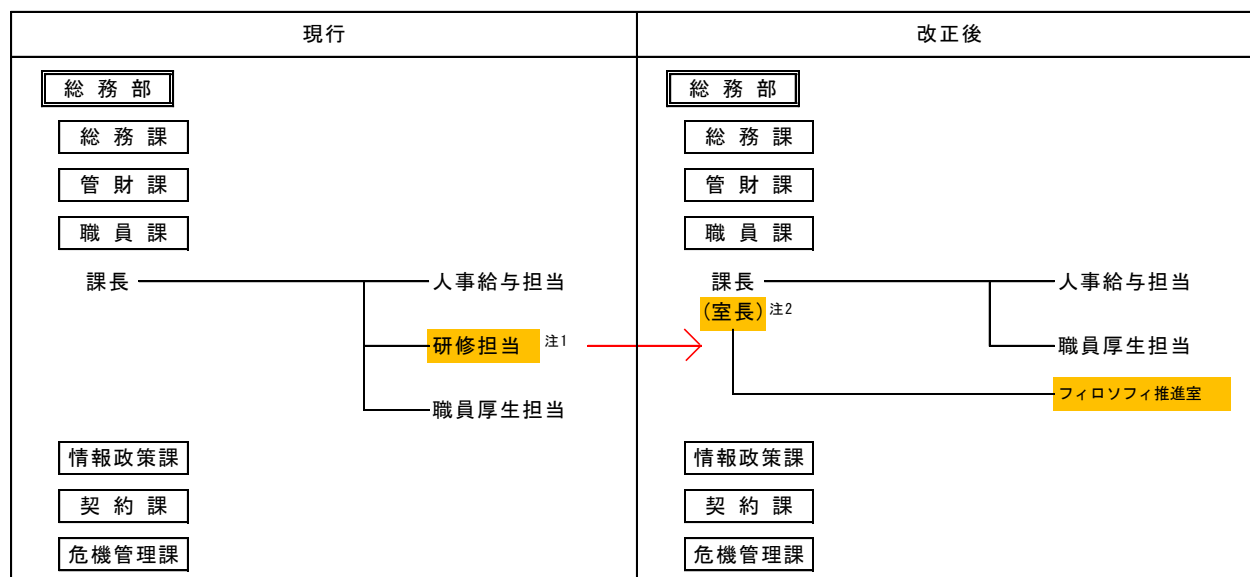 現行
総務部
総務課
管財課
職員課
課長 人事給与担当
研修担当 注1
職員厚生担当
情報政策課
契約課
危機管理課
改正後
総務部
総務課
管財課
職員課
課長 人事給与担当
(室長) 注2
職員厚生担当
フィロソフィ推進室
情報政策課
契約課
危機管理課